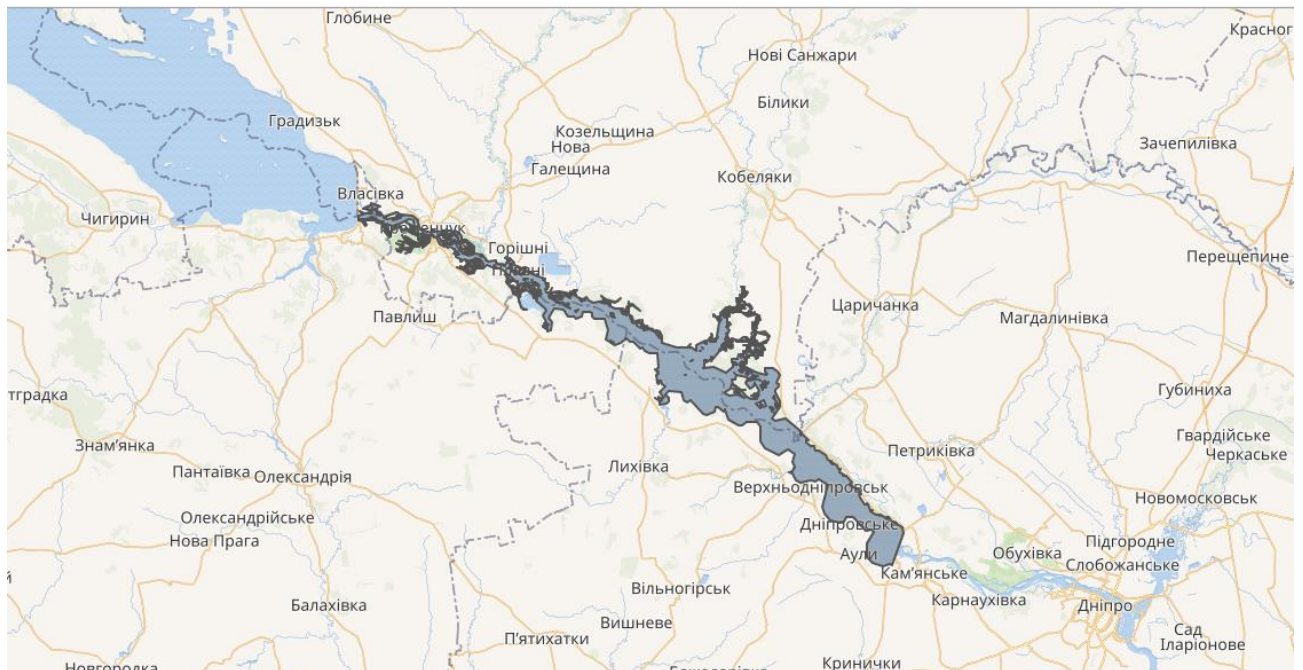 Глобине
Красног
Нові Санжари
Білики
Градизьк
Козельщина
Нова
Галещина
Зачепилівка
Кобеляки
Власівка
Чигирин
Кременчук
Горішні
Плавні
Перещепине
Царичанка
Магдалинівка
Павлиш
Губиниха
тградка
Гвардійське
Черкаське
Знам'янка
Пантаївка
Олександрія
Лихівка
Петриківка
Верхньодніпровськ
Новомосковськ
Олександрійське
Нова Прага
Дніпровське
Аули
Підгородне
Обухівка
Слобожанське
Кам'янське
Вільногірськ
Карнаухівка
Дніпро
Балахівка
Вишневе
П'ятихатки
Сад
Іларіонове
Новгородка
Кринички